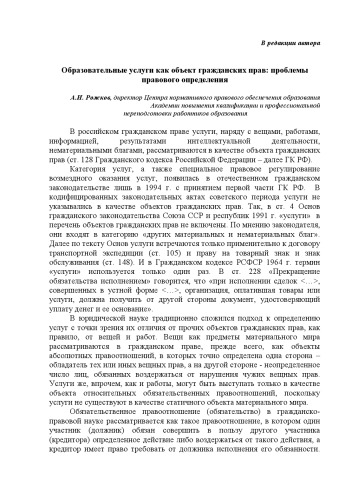 В редакции автора
Образовательные услуги как объект гражданских прав: проблемы
правового определения
А.И. Рожков, директор Центра нормативного правового обеспечения образования
Академии повышения квалификации и профессиональной
переподготовки работников образования
В российском гражданском праве услуги, наряду с вещами, работами,
информацией, результатами интеллектуальной деятельности,
нематериальными благами, рассматриваются в качестве объекта гражданских
прав (ст. 128 Гражданского кодекса Российской Федерации – далее ГК РФ).
Категория услуг, а также специальное правовое регулирование
возмездного оказания услуг, появилась в отечественном гражданском
законодательстве лишь в 1994 г. с принятием первой части ГК РФ. В
кодифицированных законодательных актах советского периода услуги не
указывались в качестве объекта гражданских прав. Так, в ст. 4 Основ
гражданского законодательства Союза ССР и республик 1991 г. «услуги» в
перечень объектов гражданских прав не включены. По мнению законодателя,
они входят в категорию «других материальных и нематериальных благ».
Далее по тексту Основ услуги встречаются только применительно к договору
транспортной экспедиции (ст. 105) и праву на товарный знак и знак
обслуживания (ст. 148). И в Гражданском кодексе РСФСР 1964 г. термин
«услуги» используется только один раз. В ст. 228 «Прекращение
обязательства исполнением» говорится, что «при исполнении сделок <…>,
совершенных в устной форме <…>, организация, оплатившая товары или
услуги, должна получить от другой стороны документ, удостоверяющий
уплату денег и ее основание».
В юридической науке традиционно сложился подход к определению
услуг с точки зрения их отличия от прочих объектов гражданских прав, как
правило, от вещей и работ. Вещи как предметы материального мира
рассматриваются в гражданском праве, прежде всего, как объекты
абсолютных правоотношений, в которых точно определена одна сторона –
обладатель тех или иных вещных прав, а на другой стороне - неопределенное
число лиц, обязанных воздержаться от нарушения чужих вещных прав.
Услуги же, впрочем, как и работы, могут быть выступать только в качестве
объекта относительных обязательственных правоотношений, поскольку
услуги не существуют в качестве статичного объекта материального мира.
Обязательственное правоотношение (обязательство) в гражданско-
правовой науке рассматривается как такое правоотношение, в котором один
участник (должник) обязан совершить в пользу другого участника
(кредитора) определенное действие либо воздержаться от такого действия, а
кредитор имеет право требовать от должника исполнения его обязанности.